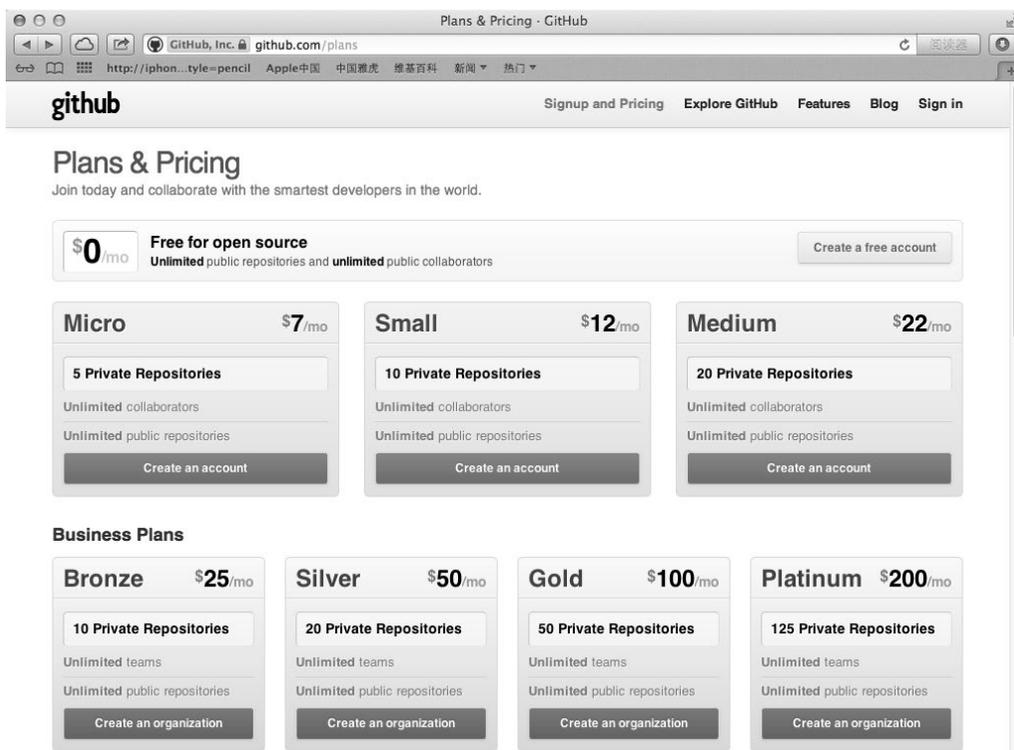 Plans & Pricing - GitHub
GitHub, Inc. github.com/plans 阅读器
http://iphon...tyle=pencil Apple中国 中国雅虎 维基百科 新闻 热门
github Signup and Pricing Explore GitHub Features Blog Sign in
Plans & Pricing
Join today and collaborate with the smartest developers in the world.
$0/mo
Free for open source
Unlimited public repositories and unlimited public collaborators
Create a free account
Micro $7/mo
5 Private Repositories
Unlimited collaborators
Unlimited public repositories
Create an account
Small $12/mo
10 Private Repositories
Unlimited collaborators
Unlimited public repositories
Create an account
Medium $22/mo
20 Private Repositories
Unlimited collaborators
Unlimited public repositories
Create an account
Business Plans
Bronze $25/mo
10 Private Repositories
Unlimited teams
Unlimited public repositories
Create an organization
Silver $50/mo
20 Private Repositories
Unlimited teams
Unlimited public repositories
Create an organization
Gold $100/mo
50 Private Repositories
Unlimited teams
Unlimited public repositories
Create an organization
Platinum $200/mo
125 Private Repositories
Unlimited teams
Unlimited public repositories
Create an organization